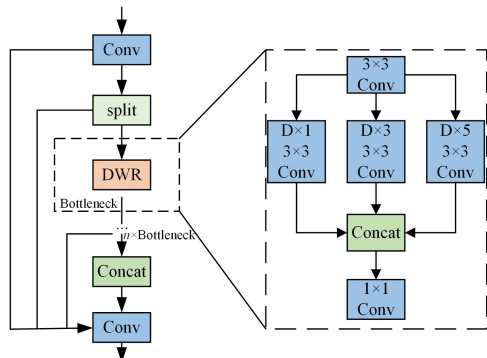 Conv
split
DWR
Bottleneck
... n×Bottleneck
Concat
Conv
3×3
Conv
D×1
3×3
Conv
D×3
3×3
Conv
D×5
3×3
Conv
Concat
1×1
Conv